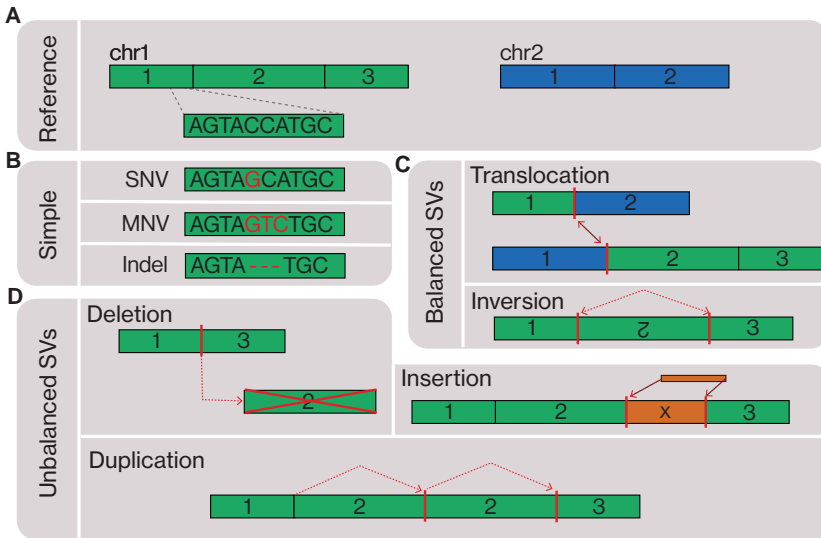 A
Reference
chr1
1 2 3
AGTACCATGC
chr2
1 2
B
Simple
SNV AGTAGCATGC
MNV AGTAGTCTGC
Indel AGTA---TGC
C
Balanced SVs
Translocation
1 2
1 2 3
Inversion
1 2 3
D
Unbalanced SVs
Deletion
1 3
2
Insertion
1 2 x 3
Duplication
1 2 2 3